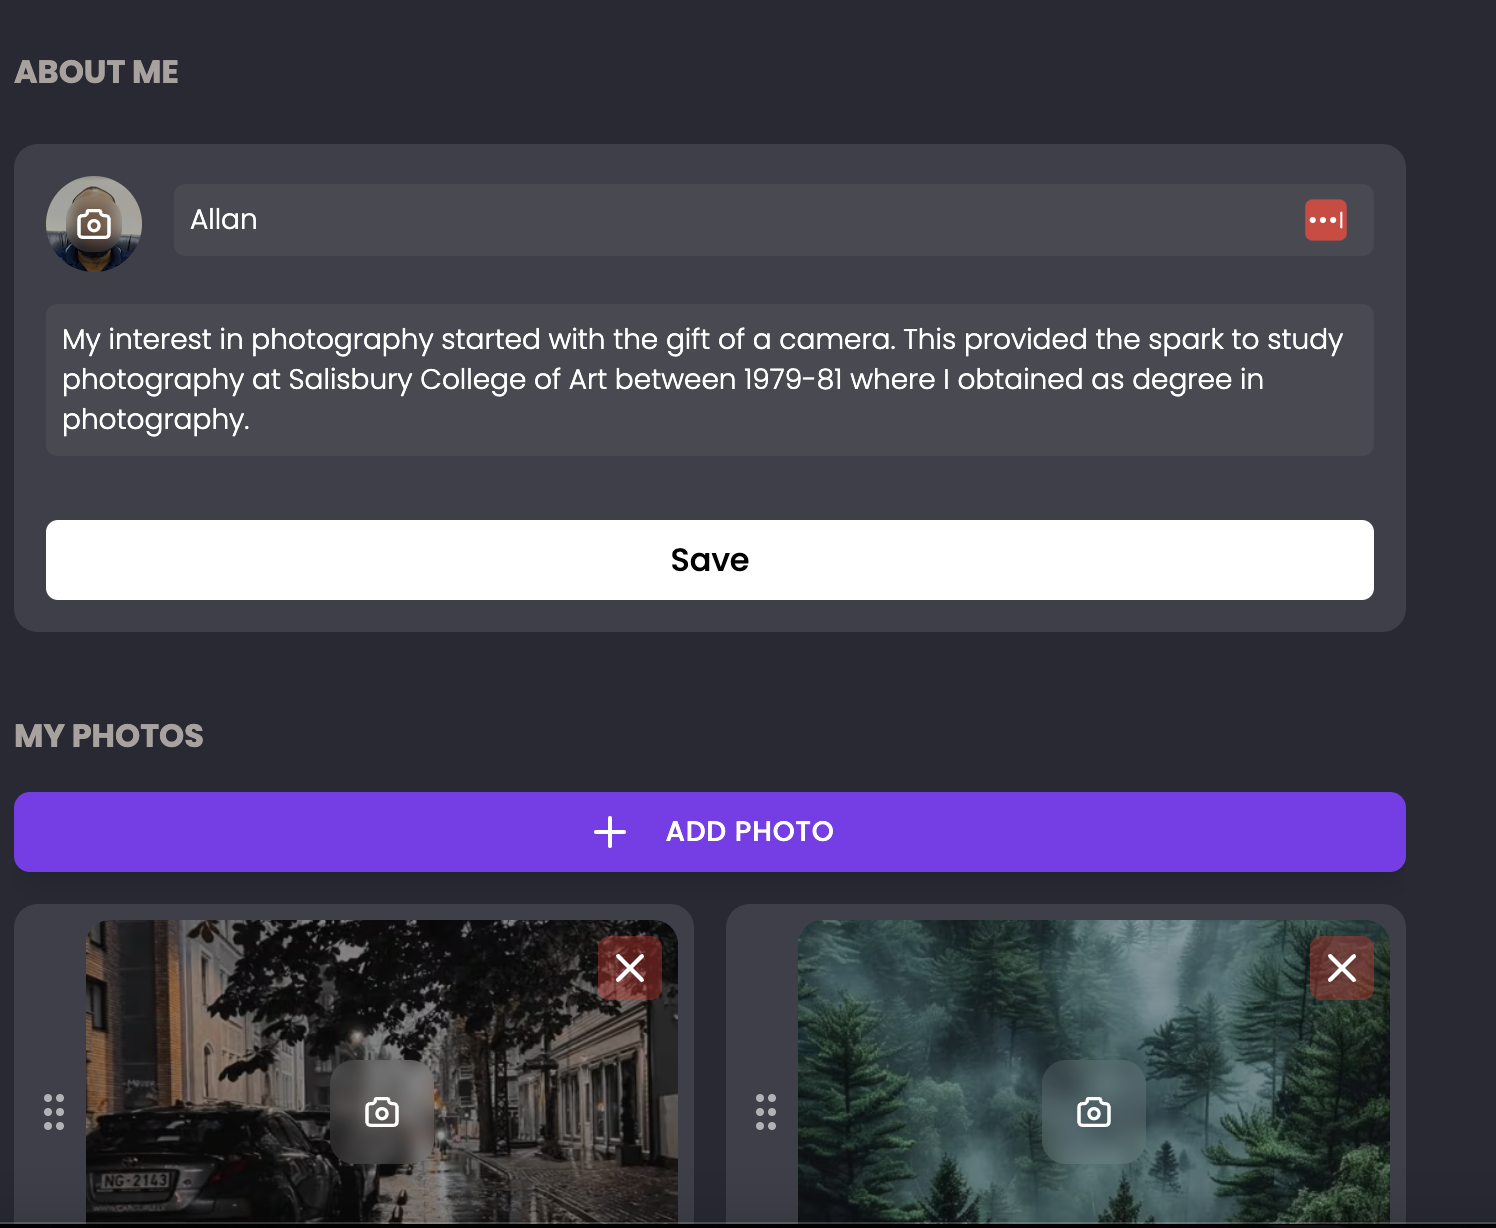 ABOUT ME
Allan
My interest in photography started with the gift of a camera. This provided the spark to study
photography at Salisbury College of Art between 1979-81 where I obtained as degree in
photography.
Save
MY PHOTOS
ADD PHOTO
NG-2143